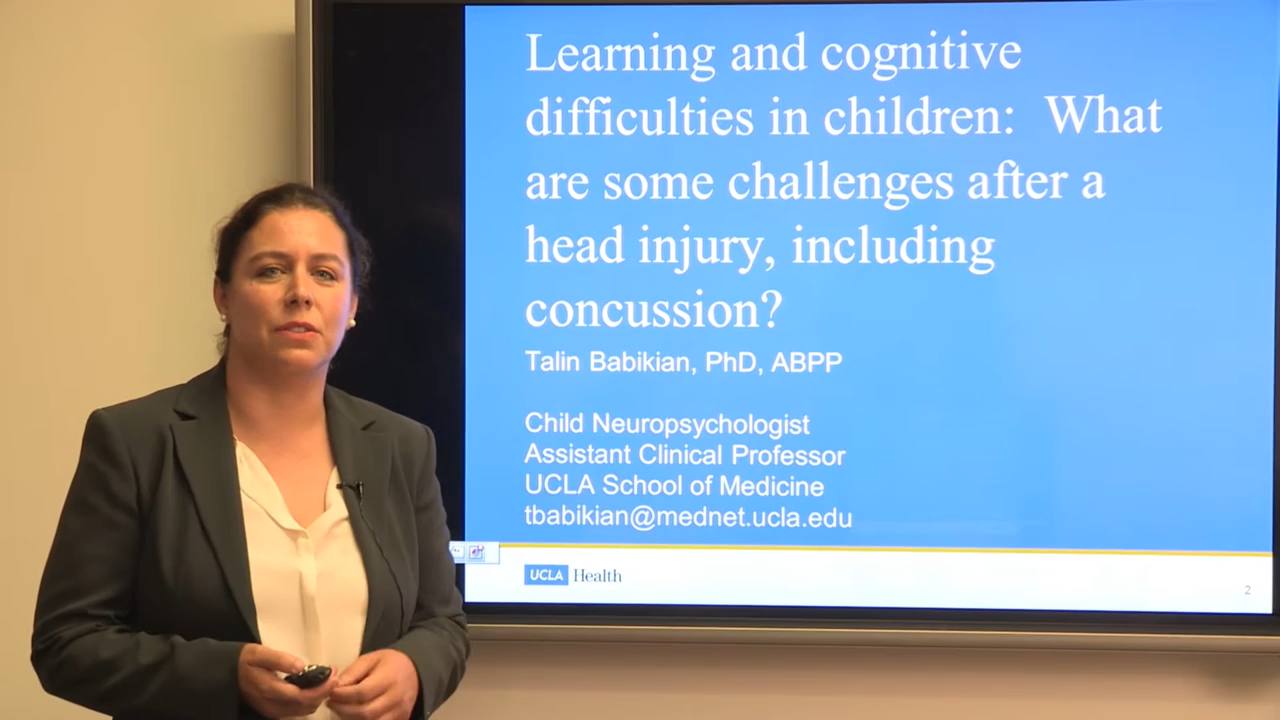 Learning and cognitive
difficulties in children: What
are some challenges after a
head injury, including
concussion?
Talin Babikian, PhD, ABPP
Child Neuropsychologist
Assistant Clinical Professor
UCLA School of Medicine
tbabikian@mednet.ucla.edu
UCLA Health
2